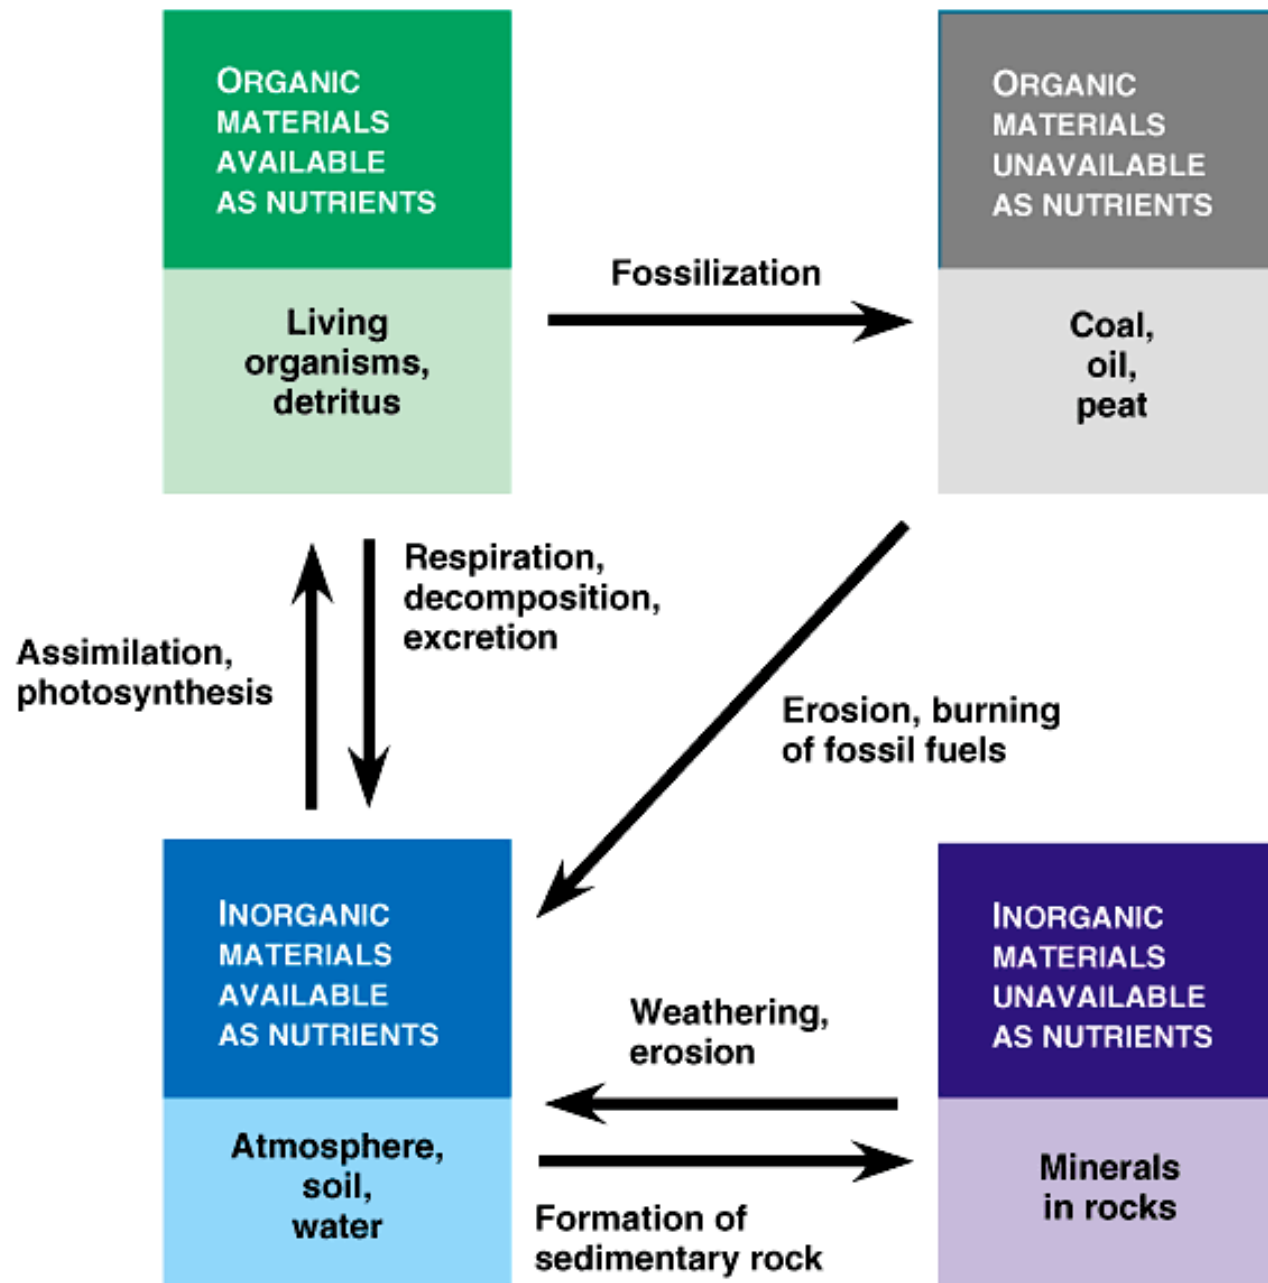 ORGANIC
MATERIALS
AVAILABLE
AS NUTRIENTS
Living
organisms,
detritus
Fossilization
ORGANIC
MATERIALS
UNAVAILABLE
AS NUTRIENTS
Coal,
oil,
peat
Assimilation,
photosynthesis
Respiration,
decomposition,
excretion
Erosion, burning
of fossil fuels
INORGANIC
MATERIALS
AVAILABLE
AS NUTRIENTS
Atmosphere,
soil,
water
Weathering,
erosion
Formation of
sedimentary rock
INORGANIC
MATERIALS
UNAVAILABLE
AS NUTRIENTS
Minerals
in rocks